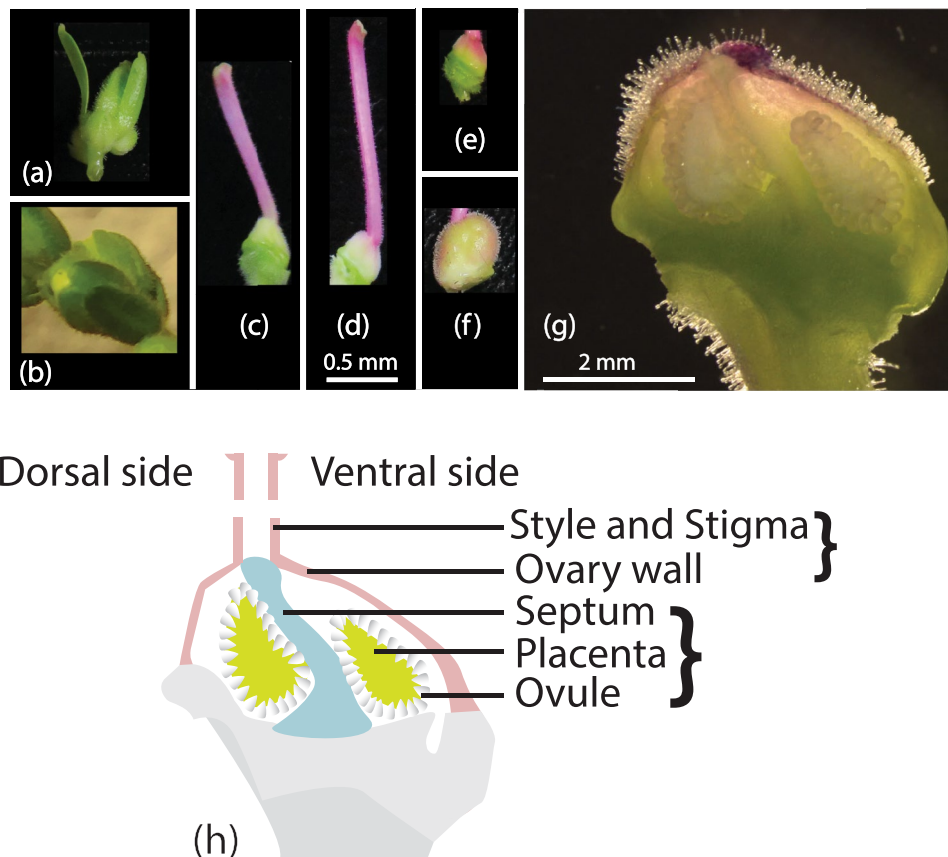 (a)
(b)
(c)
(d)
0.5 mm
(e)
(f)
(g)
2 mm
Dorsal side
Ventral side
Style and Stigma
Ovary wall
Septum
Placenta
Ovule
(h)